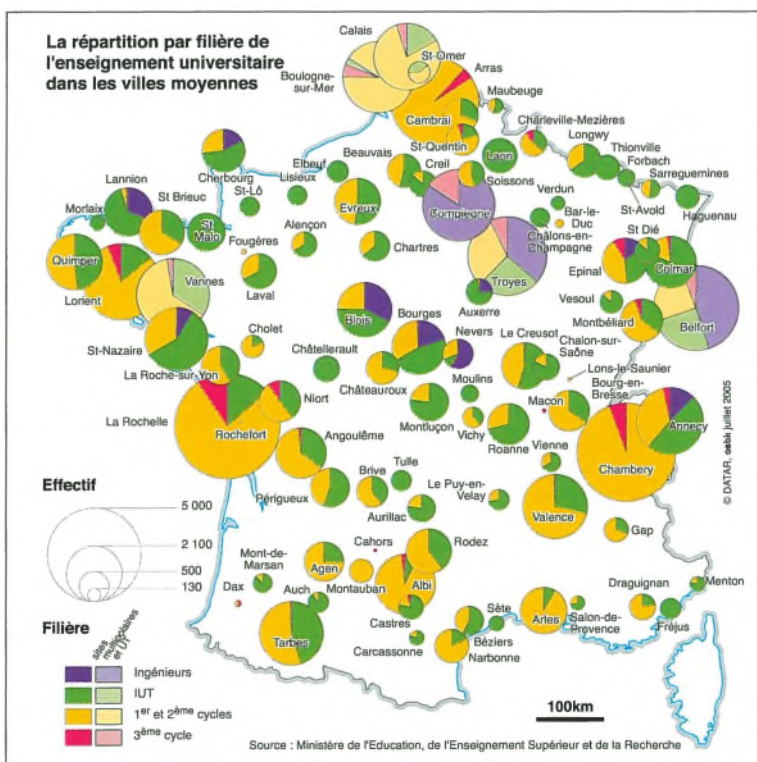 La répartition par filière de
l'enseignement universitaire
dans les villes moyennes
Calais
St-Omer
Boulogne-
sur-Mer
Arras
Maubeuge
Cambrai
Charleville-Mezières
Longwy
Thionville
Forbach
Sarreguemines
St-Quentin
Beauvais
Creil
Laon
Soissons
Cherbourg
Elbeuf
Lisieux
St-Lô
Lannion
St Brieuc
Morlaix
St
Malo
Evreux
Compiègne
Verdun
Bar-le-
Duc
St-Avold
Haguenau
Alençon
Fougères
Chartres
Châlons-en-
Champagne
St Dié
Quimper
Lorient
Vannes
Laval
Troyes
Epinal
Colmar
Auxerre
Vesoul
Belfort
Montbéliard
St-Nazaire
Cholet
Blois
Bourges
Nevers
Le Creusot
Chalon-sur-
Saône
Lons-le-Saunier
Bourg-en-
Bresse
La Roche-sur-Yon
Châtellerault
Châteauroux
Moulins
Macon
Annecy
La Rochelle
Rochefort
Niort
Montluçon
Vichy
Roanne
Vienne
Chambery
Angoulême
Périgueux
Brive
Tulle
Aurillac
Le Puy-en-
Velay
Valence
Gap
Effectif
5 000
2 100
500
130
Mont-de-
Marsan
Dax
Auch
Agen
Cahors
Montauban
Albi
Rodez
Castres
Carcassonne
Tarbes
Sète
Béziers
Narbonne
Arles
Salon-de-
Provence
Draguignan
Fréjus
Menton
Filière
sites
et UT
Ingénieurs
IUT
1er et 2ème cycles
3ème cycle
100km
Source : Ministère de l'Education, de l'Enseignement Supérieur et de la Recherche
© DATAR, juillet 2005